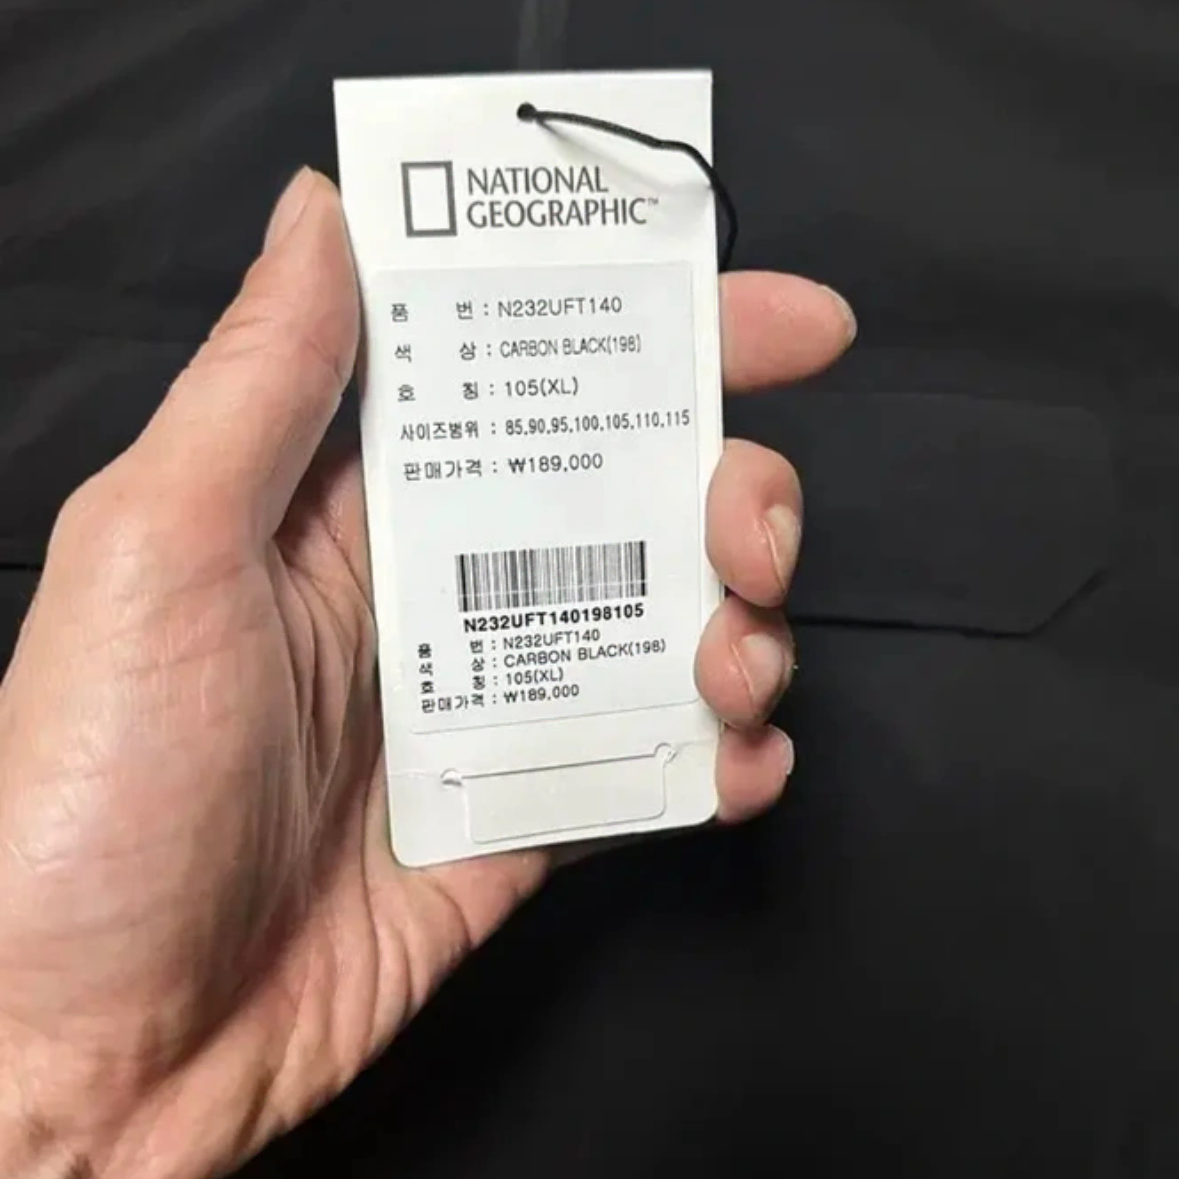 NATIONAL
GEOGRAPHIC™
품 번 : N232UFT140
색 상 : CARBON BLACK(198)
호 칭 : 105(XL)
사이즈범위 : 85,90,95,100,105,110,115
판매가격 : ₩189,000
N232UFT140198105
품 번 : N232UFT140
색 상 : CARBON BLACK(198)
호 칭 : 105(XL)
판매가격 : ₩189,000